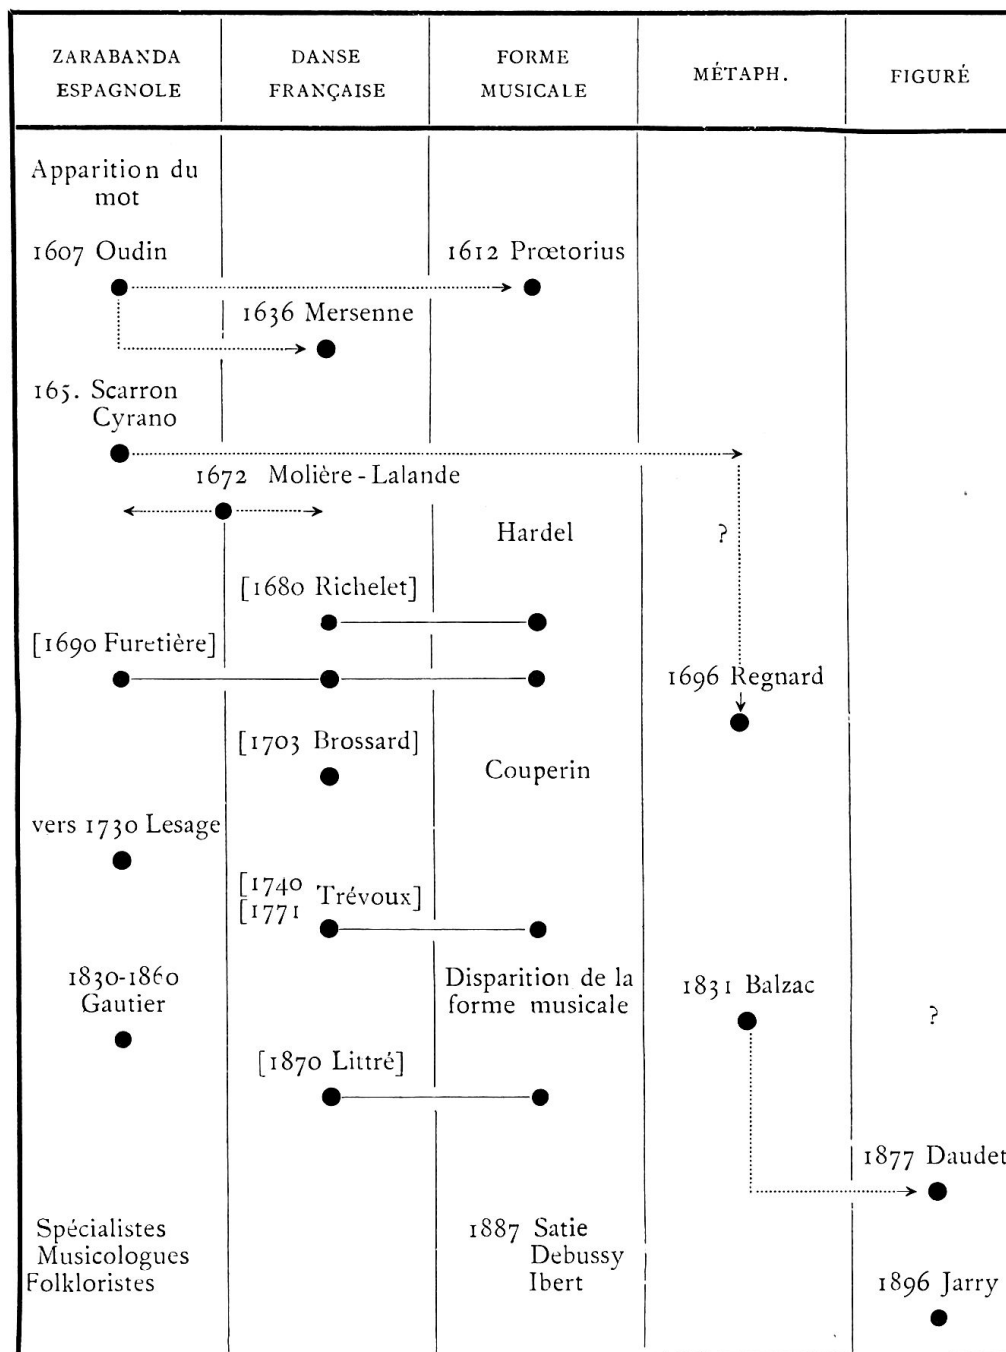 ZARABANDA
ESPAGNOLE
DANSE
FRANÇAISE
FORME
MUSICALE
MÉTAPH.
FIGURÉ
Apparition du
mot
1607 Oudin
1612 Prœtorius
1636 Mersenne
165. Scarron
Cyrano
1672 Molière-Lalande
Hardel
?
[1680 Richelet]
[1690 Furetière]
1696 Regnard
[1703 Brossard]
Couperin
vers 1730 Lesage
[1740
[1771 Trévoux]
1830-1860
Gautier
Disparition de la
forme musicale
1831 Balzac
?
[1870 Littré]
1877 Daudet
Spécialistes
Musicologues
Folkloristes
1887 Satie
Debussy
Ibert
1896 Jarry